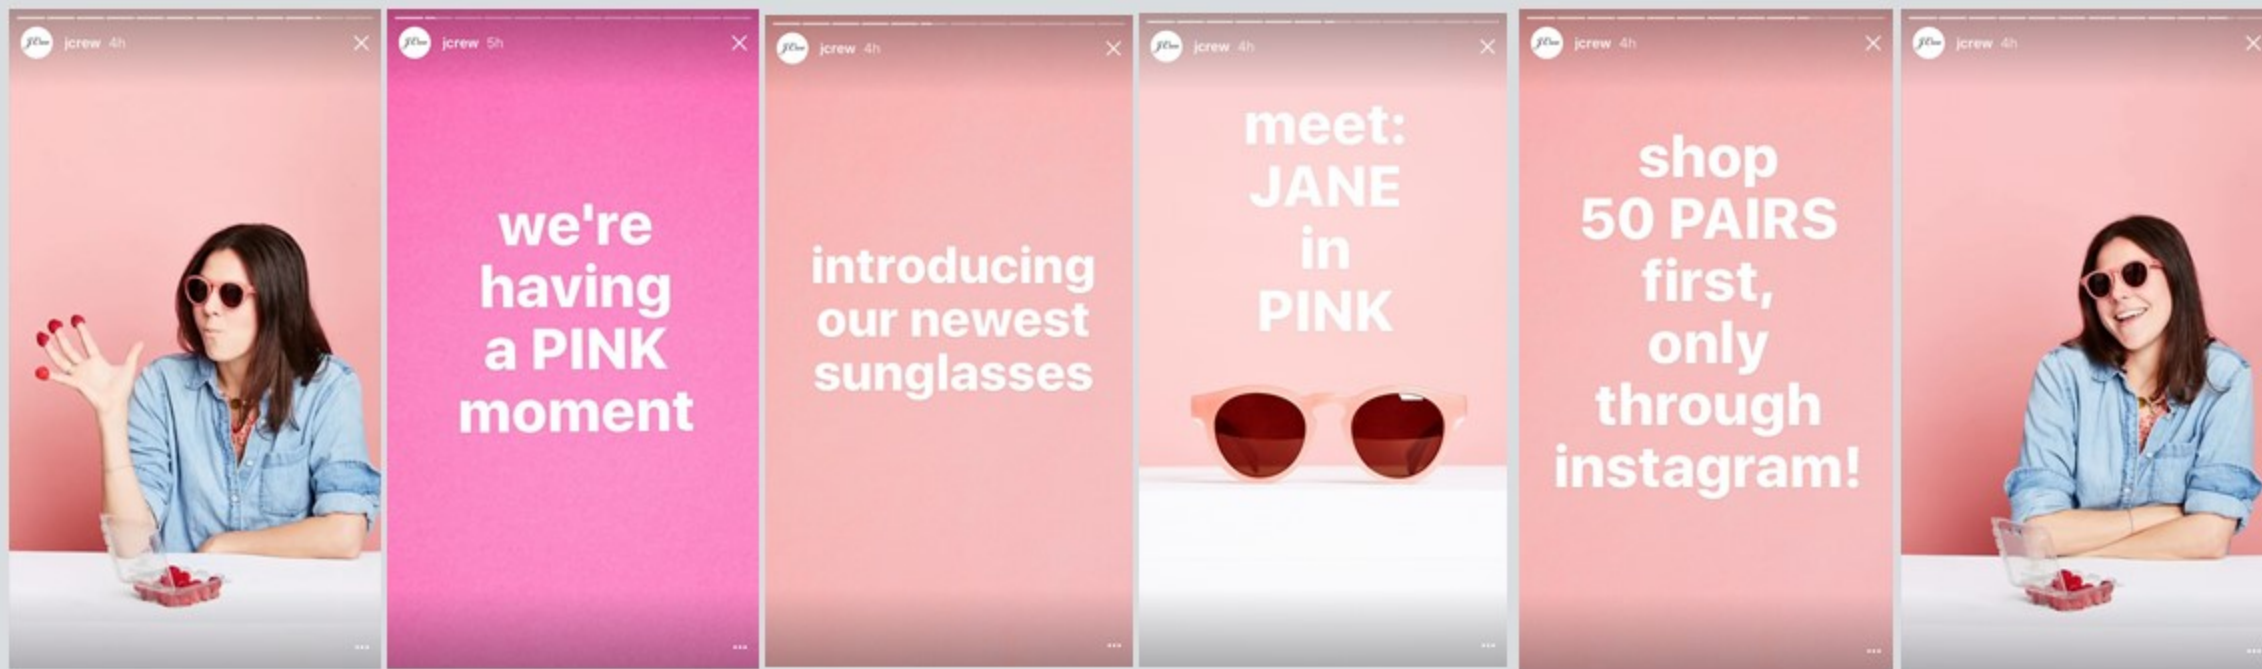 jcrew 4h
jcrew 5h
we're
having
a PINK
moment
jcrew 4h
introducing
our newest
sunglasses
jcrew 4h
meet:
JANE
in
PINK
jcrew 4h
shop
50 PAIRS
first,
only
through
instagram!
jcrew 4h